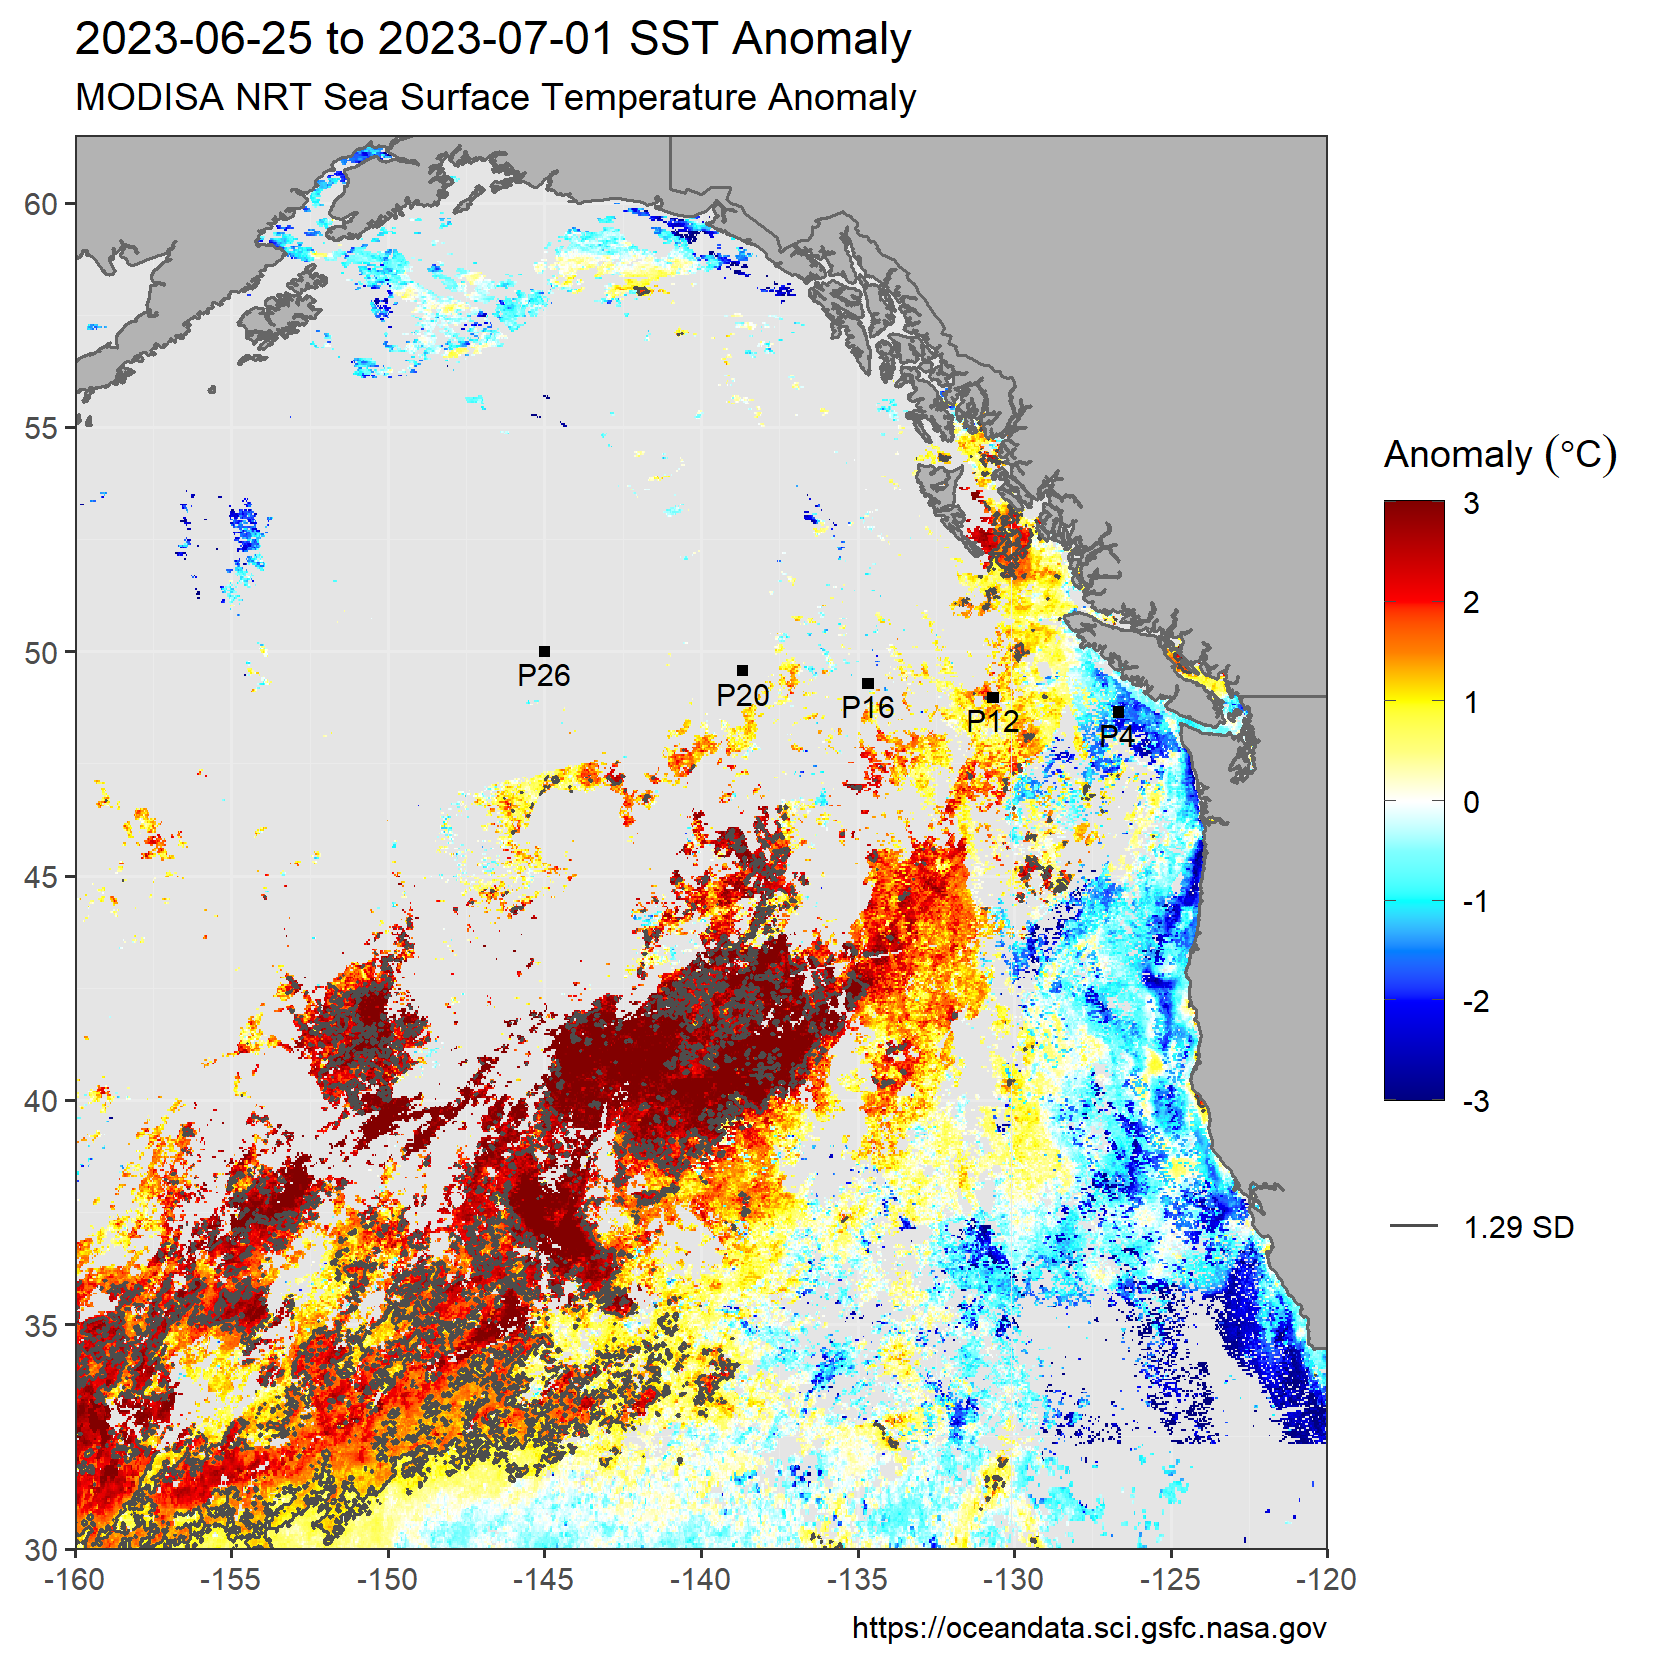 2023-06-25 to 2023-07-01 SST Anomaly
MODISA NRT Sea Surface Temperature Anomaly
60
55
50
45
40
35
30
-160
-155
-150
-145
-140
-135
-130
-125
-120
P26
P20
P16
P12
P4
Anomaly (°C)
3
2
1
0
-1
-2
-3
1.29 SD
https://oceandata.sci.gsfc.nasa.gov